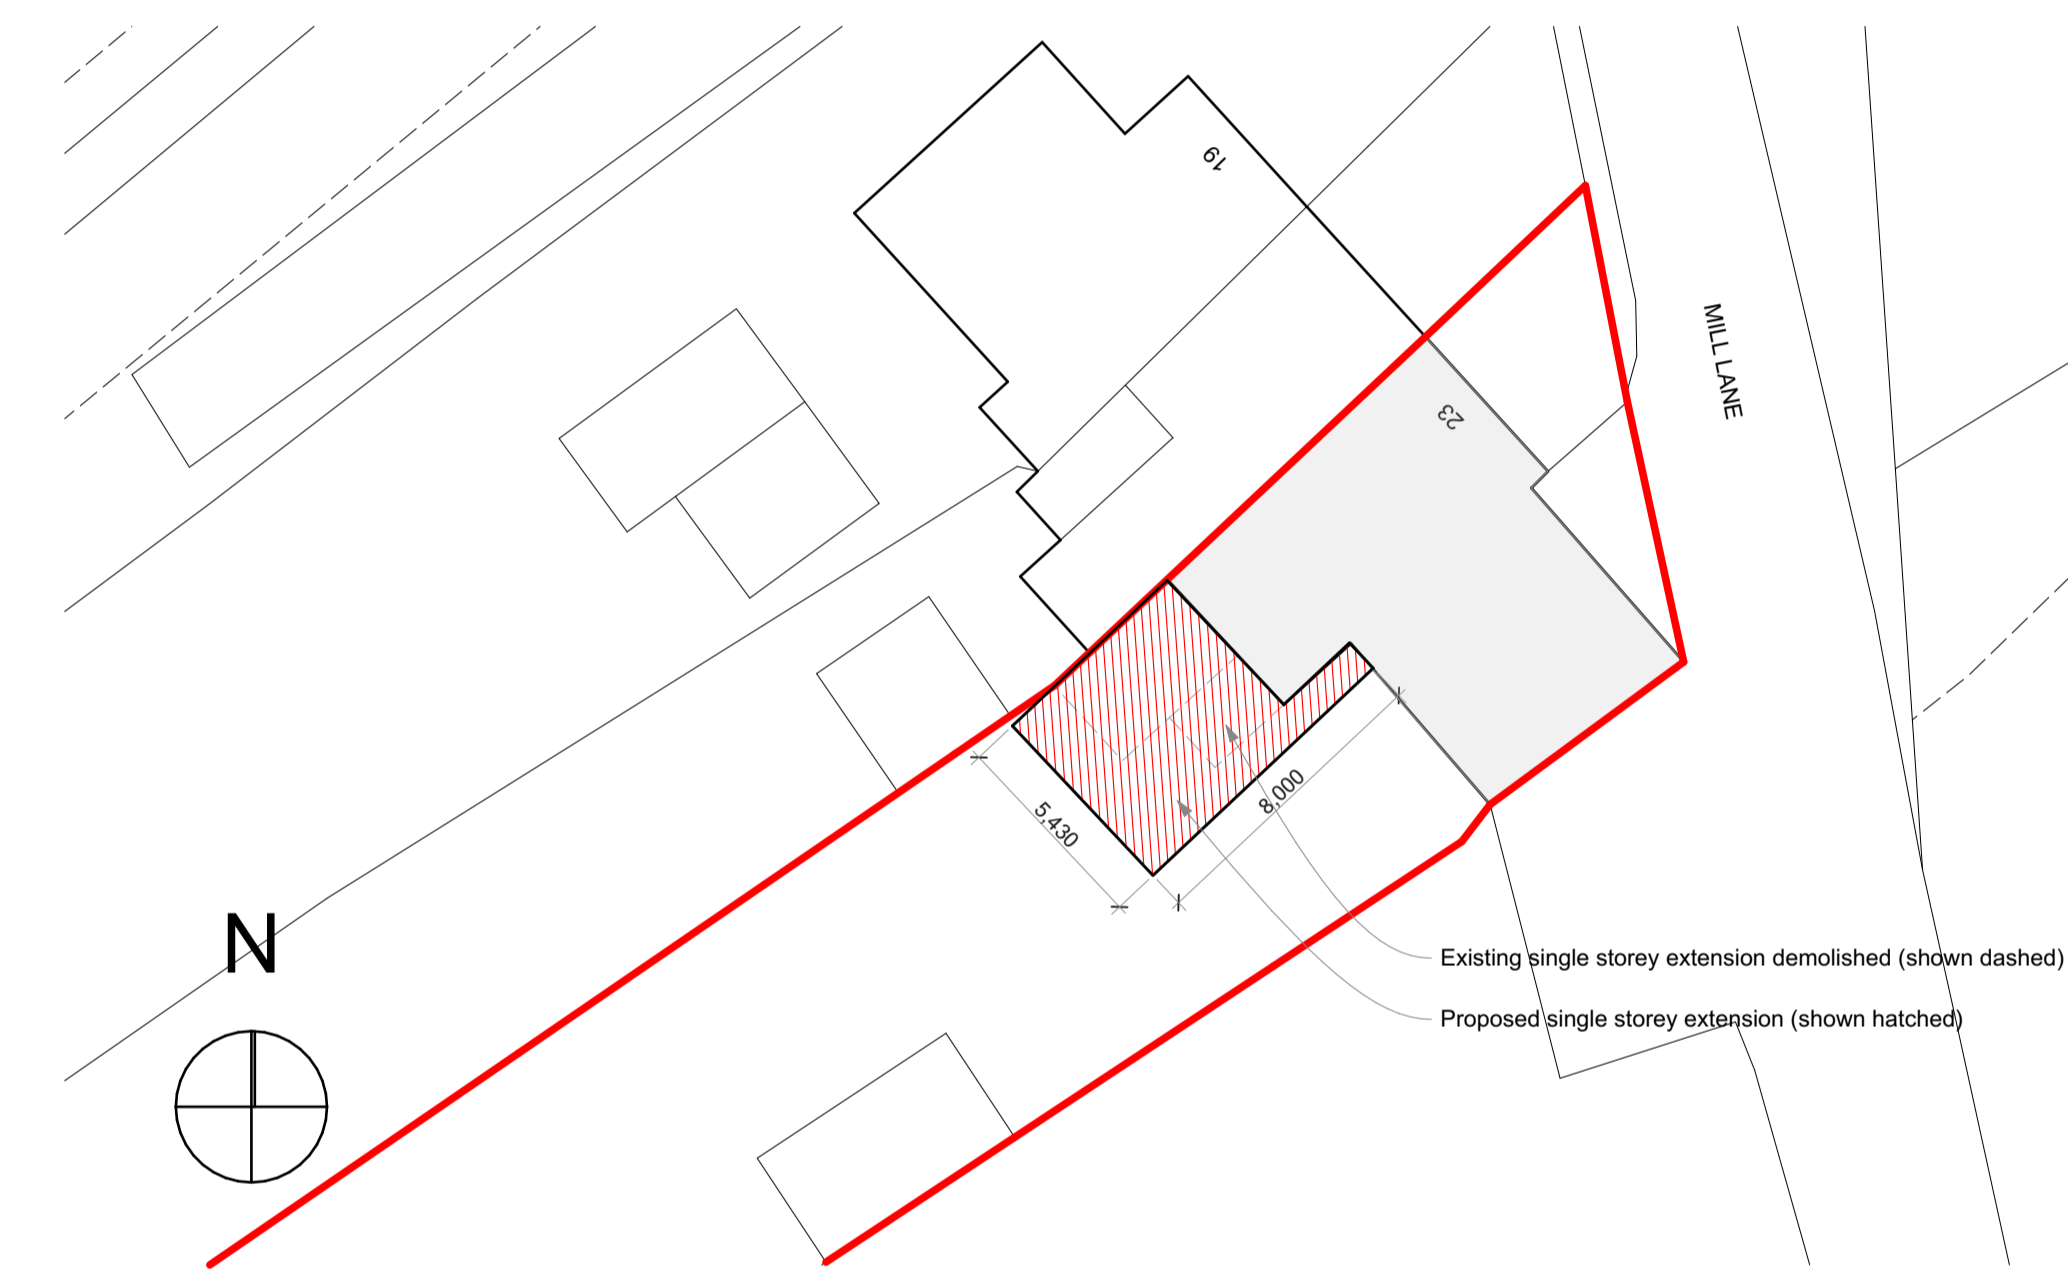 19
MILL LANE
23
8,000
5,430
N
Existing single storey extension demolished (shown dashed)
Proposed single storey extension (shown hatched)